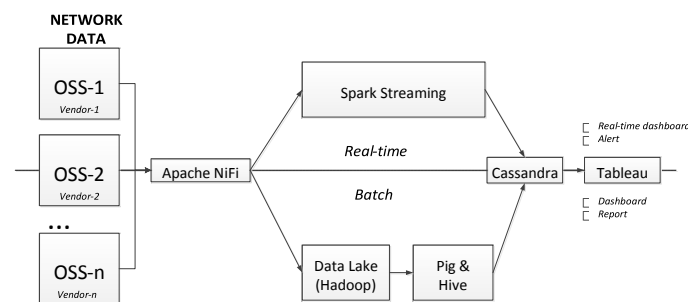 NETWORK
DATA
OSS-1
Vendor-1
OSS-2
Vendor-2
...
OSS-n
Vendor-n
Apache NiFi
Spark Streaming
Real-time
Batch
Data Lake
(Hadoop)
Pig &
Hive
Cassandra
Real-time dashboard
Alert
Tableau
Dashboard
Report